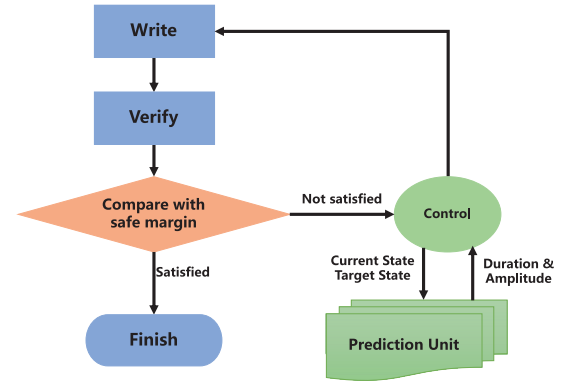 Write
Verify
Compare with
safe margin
Not satisfied
Control
Satisfied
Current State
Target State
Duration &
Amplitude
Finish
Prediction Unit